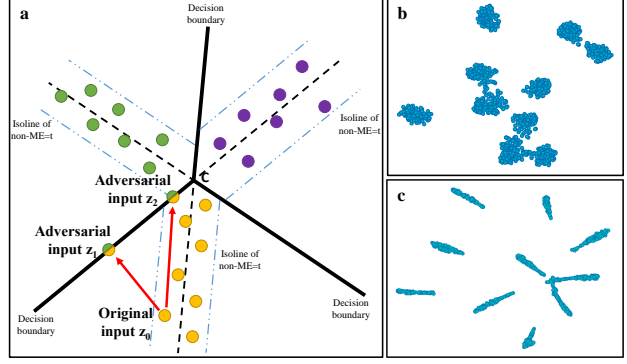 a
Decision
boundary
Isoline of
non-ME=t
Isoline of
non-ME=t
C
Adversarial
input z2
Adversarial
input z1
Isoline of
non-ME=t
Original
input z0
Decision
boundary
Decision
boundary
b
c